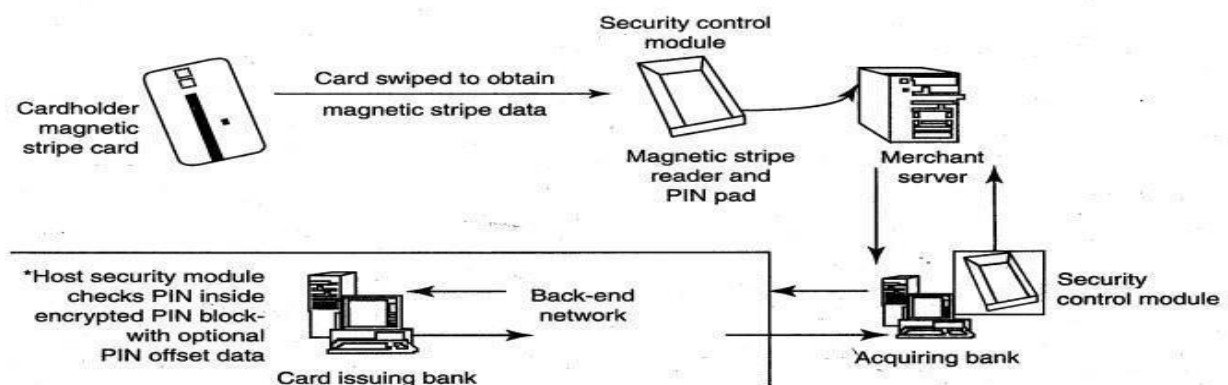 Security control
module
Card swiped to obtain
magnetic stripe data
Cardholder
magnetic
stripe card
Magnetic stripe
reader and
PIN pad
Merchant
server
*Host security module
checks PIN inside
encrypted PIN block-
with optional
PIN offset data
Back-end
network
Security
control module
Acquiring bank
Card issuing bank